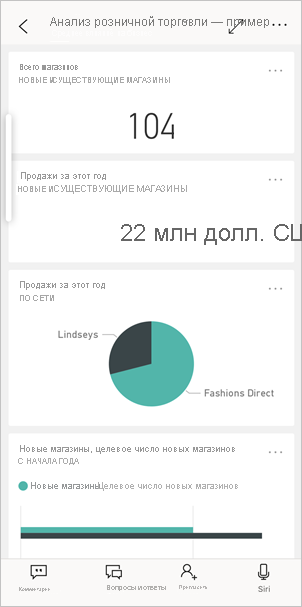 Анализ розничной торговли — пример
Всего магазинов
НОВЫЕ И СУЩЕСТВУЮЩИЕ МАГАЗИНЫ
104
Продажи за этот год
НОВЫЕ И СУЩЕСТВУЮЩИЕ МАГАЗИНЫ
22 млн долл. СШ
Продажи за этот год
ПО СЕТИ
Lindseys
Fashions Direct
Новые магазины, целевое число новых магазинов
С НАЧАЛА ГОДА
Новые магазины Целевое число новых магазинов
Комментарии Вопросы и ответы Пригласить Siri